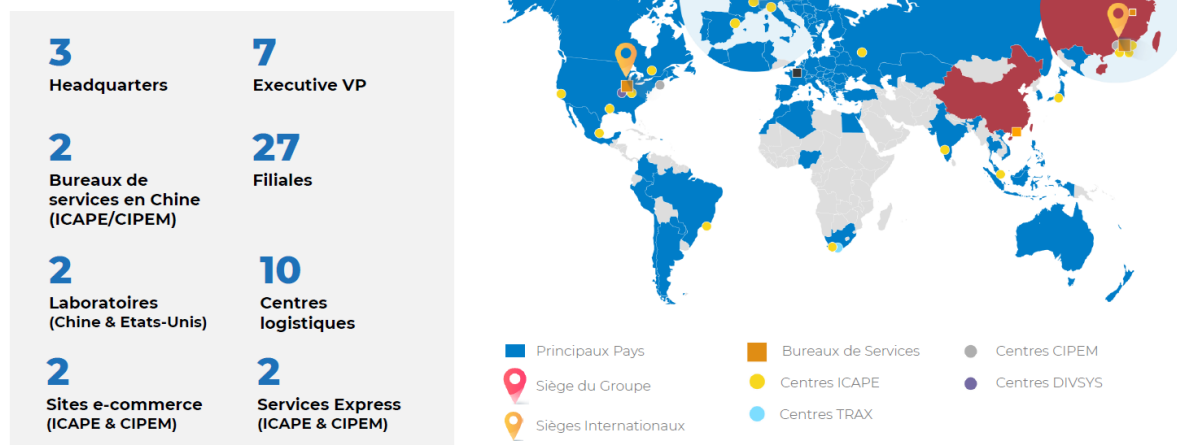 3
Headquarters
7
Executive VP
2
Bureaux de
services en Chine
(ICAPE/CIPEM)
27
Filiales
2
Laboratoires
(Chine & Etats-Unis)
10
Centres
logistiques
2
Sites e-commerce
(ICAPE & CIPEM)
2
Services Express
(ICAPE & CIPEM)
Principaux Pays
Siège du Groupe
Sièges Internationaux
Bureaux de Services
Centres ICAPE
Centres TRAX
Centres CIPEM
Centres DIVSYS